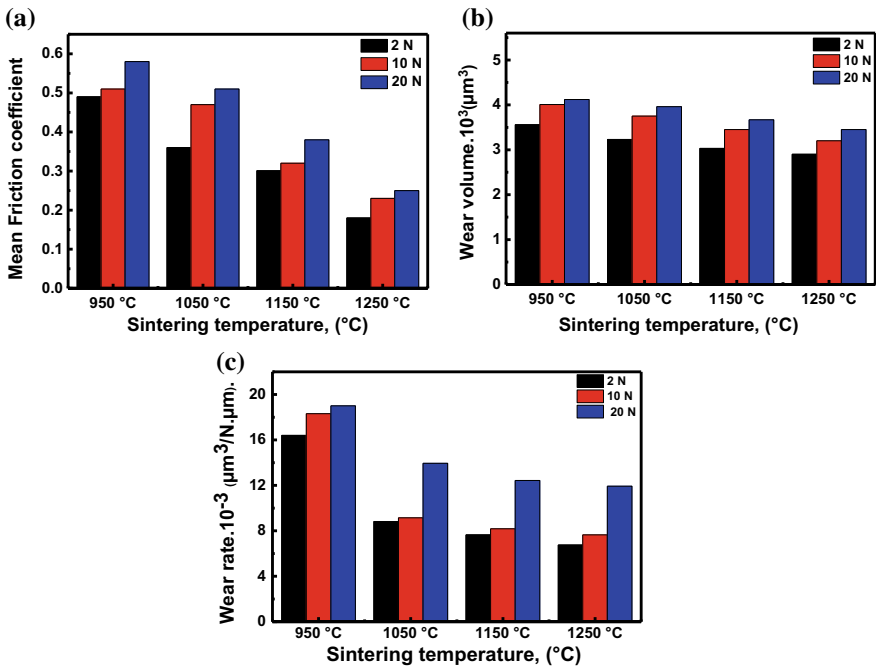 (a)
Mean Friction coefficient
0.6
0.5
0.4
0.3
0.2
0.1
0.0
2 N
10 N
20 N
950 °C 1050 °C 1150 °C 1250 °C
Sintering temperature, (°C)
(b)
Wear volume.10³(µm³)
5
4
3
2
1
0
2 N
10 N
20 N
950 °C 1050 °C 1150 °C 1250 °C
Sintering temperature, (°C)
(c)
Wear rate.10⁻³ (µm³/N.µm).
20
16
12
8
4
0
2 N
10 N
20 N
950 °C 1050 °C 1150 °C 1250 °C
Sintering temperature, (°C)